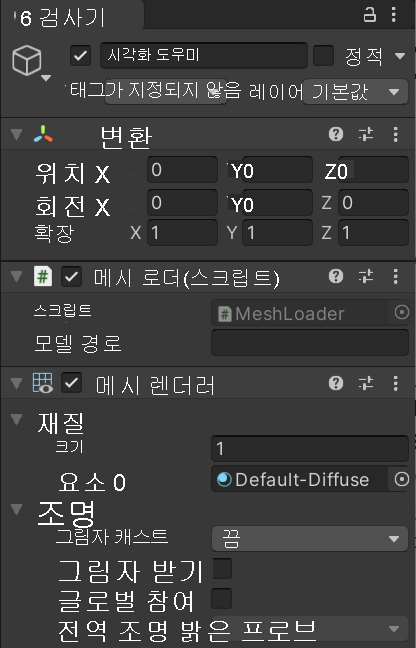 6 검사기
시각화 도우미 정적
태그가 지정되지 않음 레이어 기본값
변환
위치 X 0 Y0 Z0
회전 X 0 Y0 Z 0
확장 X 1 Y 1 Z 1
# 메시 로더(스크립트)
스크립트 # MeshLoader
모델 경로
메시 렌더러
재질
크기 1
요소 0 Default-Diffuse
조명
그림자 캐스트 끔
그림자 받기
글로벌 참여
전역 조명 밝은 프로브